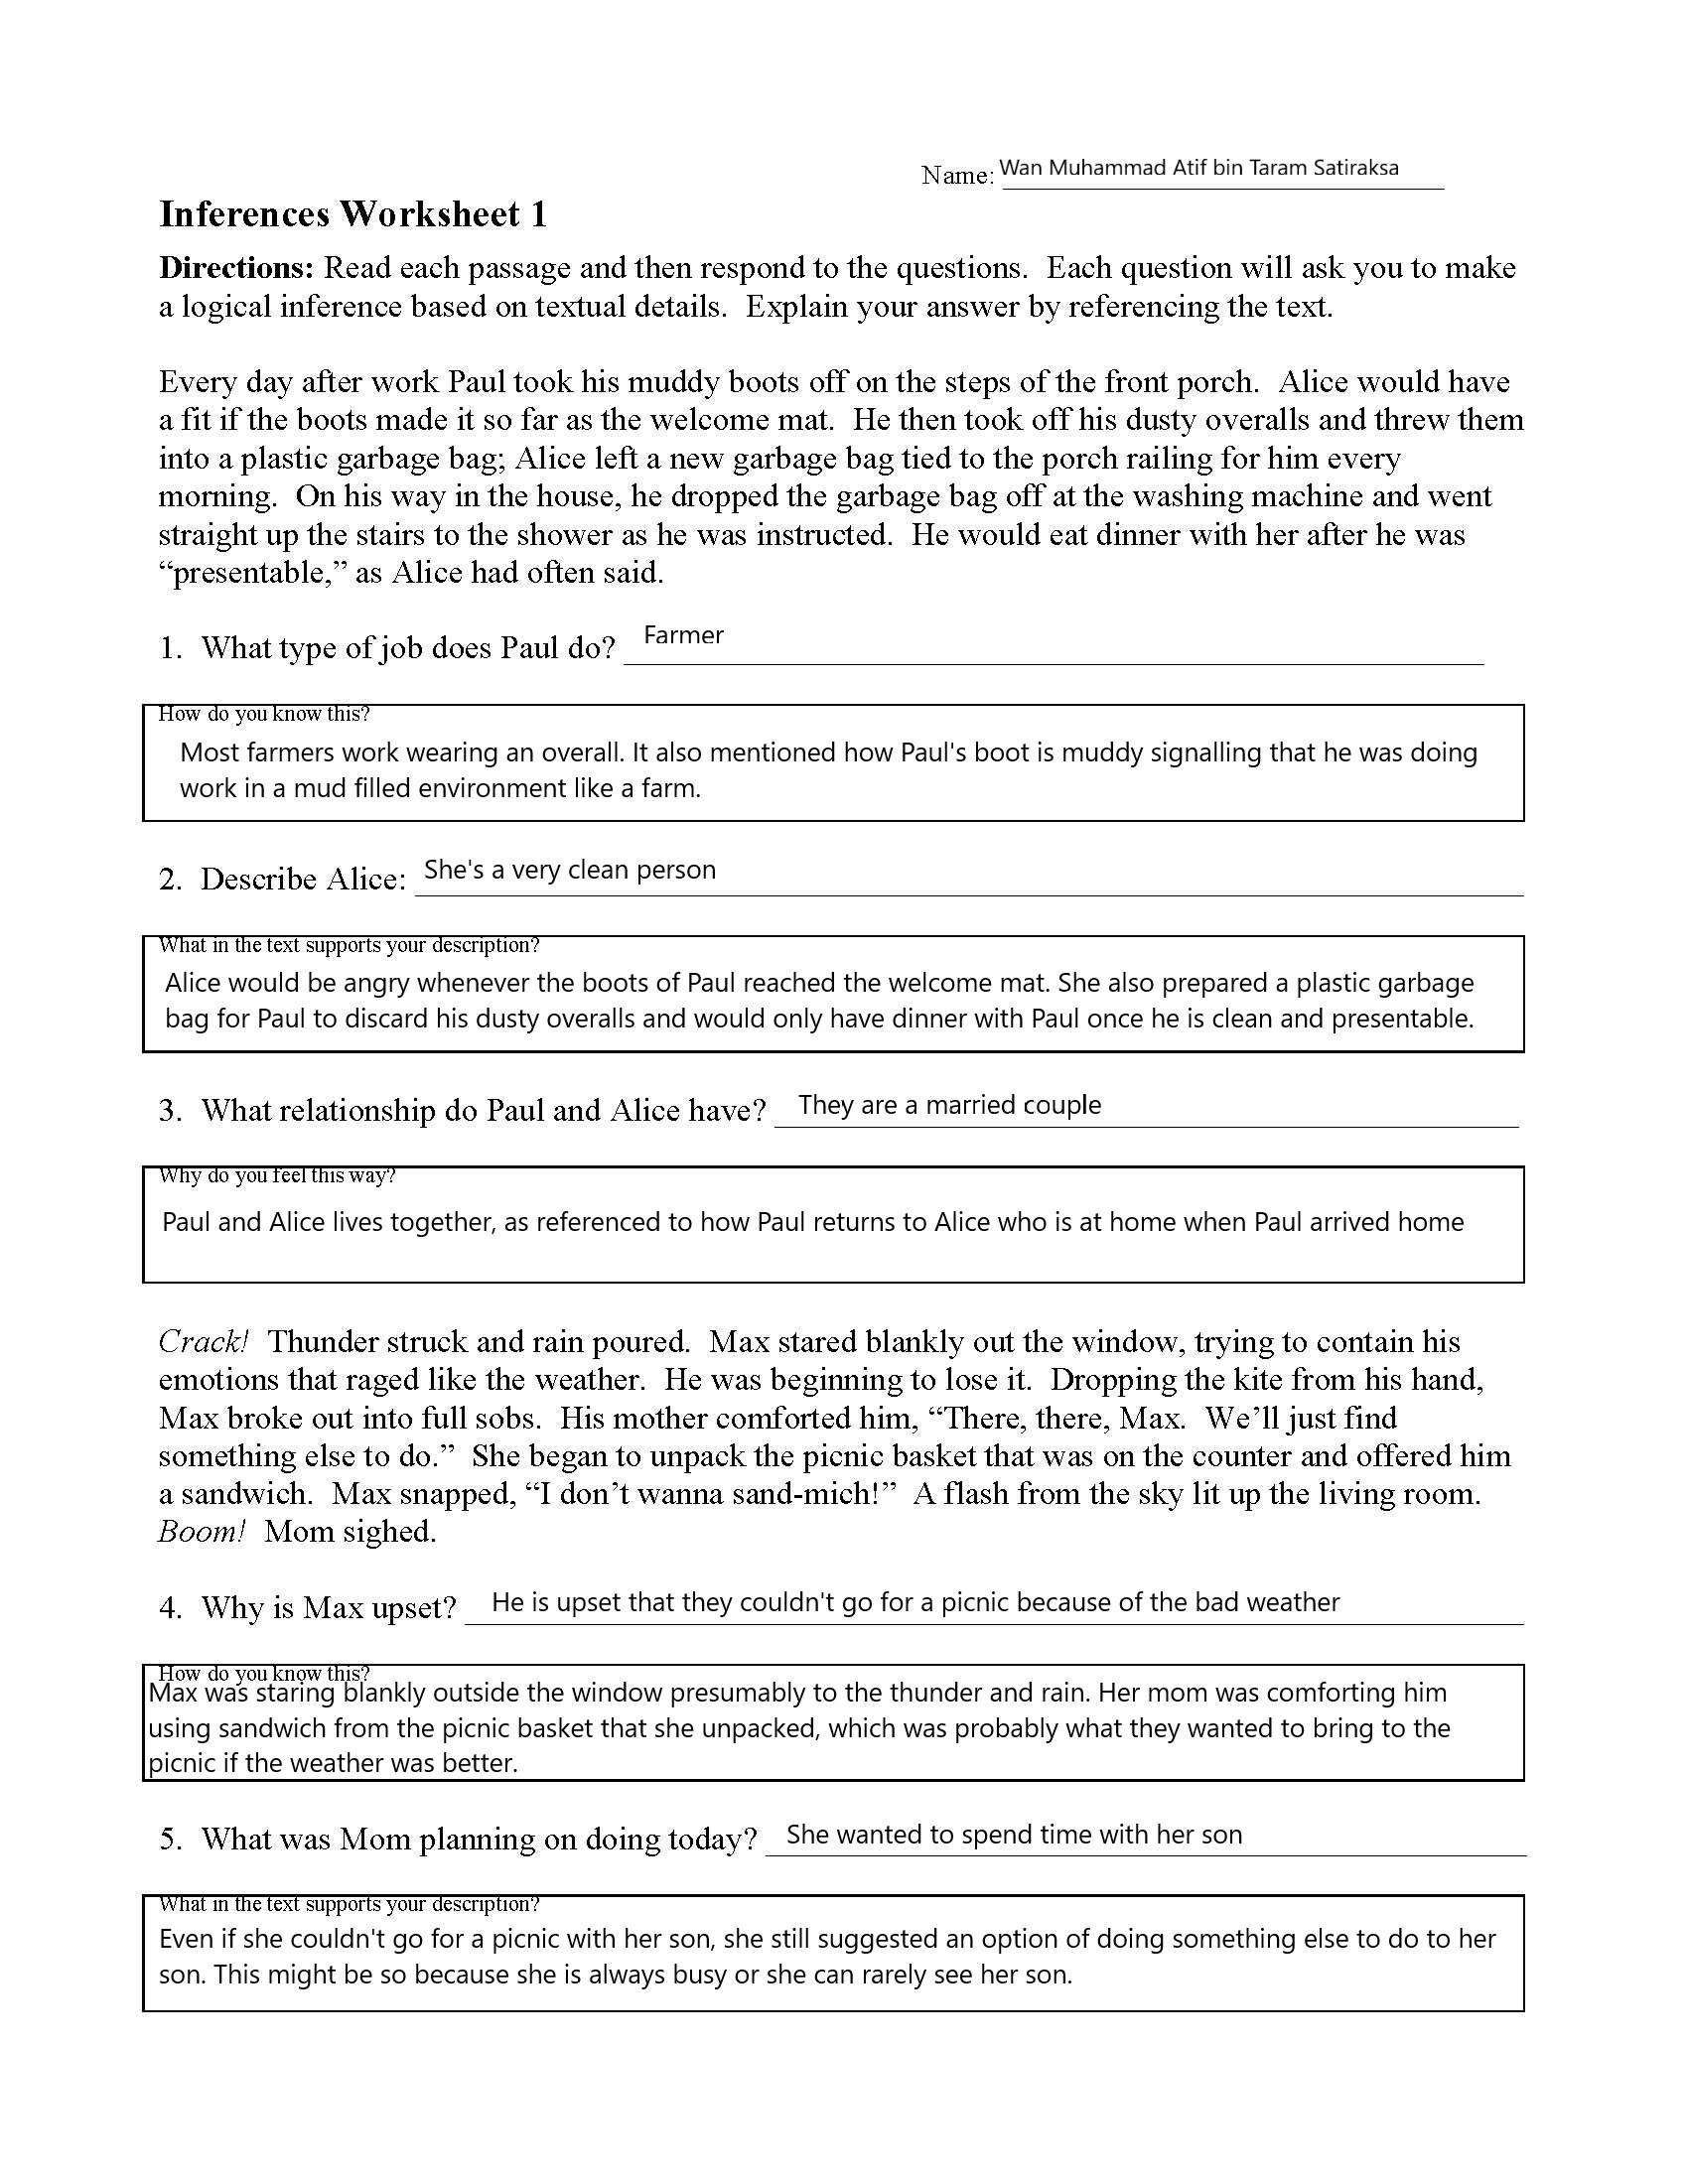 Name: Wan Muhammad Atif bin Taram Satiraksa
Inferences Worksheet 1
Directions: Read each passage and then respond to the questions. Each question will ask you to make
a logical inference based on textual details. Explain your answer by referencing the text.
Every day after work Paul took his muddy boots off on the steps of the front porch. Alice would have
a fit if the boots made it so far as the welcome mat. He then took off his dusty overalls and threw them
into a plastic garbage bag; Alice left a new garbage bag tied to the porch railing for him every
morning. On his way in the house, he dropped the garbage bag off at the washing machine and went
straight up the stairs to the shower as he was instructed. He would eat dinner with her after he was
“presentable,” as Alice had often said.
1. What type of job does Paul do? Farmer
How do you know this?
Most farmers work wearing an overall. It also mentioned how Paul's boot is muddy signalling that he was doing
work in a mud filled environment like a farm.
2. Describe Alice: She's a very clean person
What in the text supports your description?
Alice would be angry whenever the boots of Paul reached the welcome mat. She also prepared a plastic garbage
bag for Paul to discard his dusty overalls and would only have dinner with Paul once he is clean and presentable.
3. What relationship do Paul and Alice have? They are a married couple
Why do you feel this way?
Paul and Alice lives together, as referenced to how Paul returns to Alice who is at home when Paul arrived home
Crack! Thunder struck and rain poured. Max stared blankly out the window, trying to contain his
emotions that raged like the weather. He was beginning to lose it. Dropping the kite from his hand,
Max broke out into full sobs. His mother comforted him, “There, there, Max. We’ll just find
something else to do.” She began to unpack the picnic basket that was on the counter and offered him
a sandwich. Max snapped, “I don’t wanna sand-mich!” A flash from the sky lit up the living room.
Boom! Mom sighed.
4. Why is Max upset? He is upset that they couldn't go for a picnic because of the bad weather
How do you know this?
Max was staring blankly outside the window presumably to the thunder and rain. Her mom was comforting him
using sandwich from the picnic basket that she unpacked, which was probably what they wanted to bring to the
picnic if the weather was better.
5. What was Mom planning on doing today? She wanted to spend time with her son
What in the text supports your description?
Even if she couldn't go for a picnic with her son, she still suggested an option of doing something else to do to her
son. This might be so because she is always busy or she can rarely see her son.